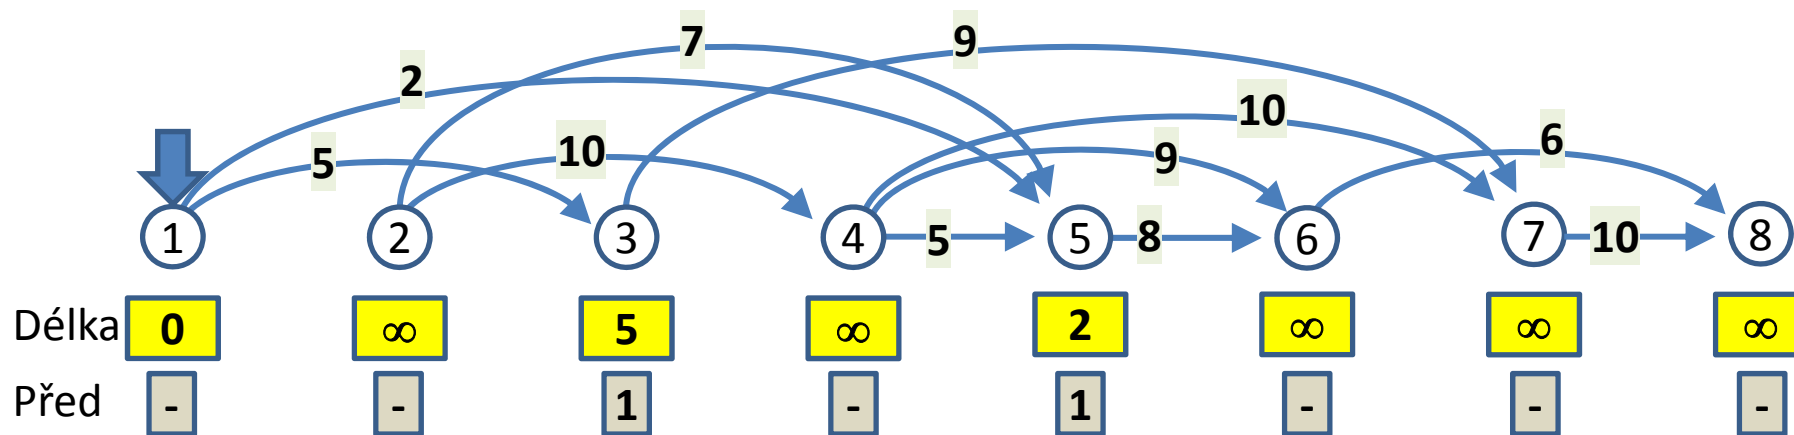 7 9
2
10
5 10 9 6
1 2 3 4 5 5 8 6 7 10 8
Délka 0 ∞ 5 ∞ 2 ∞ ∞ ∞
Před - - 1 - 1 - - -